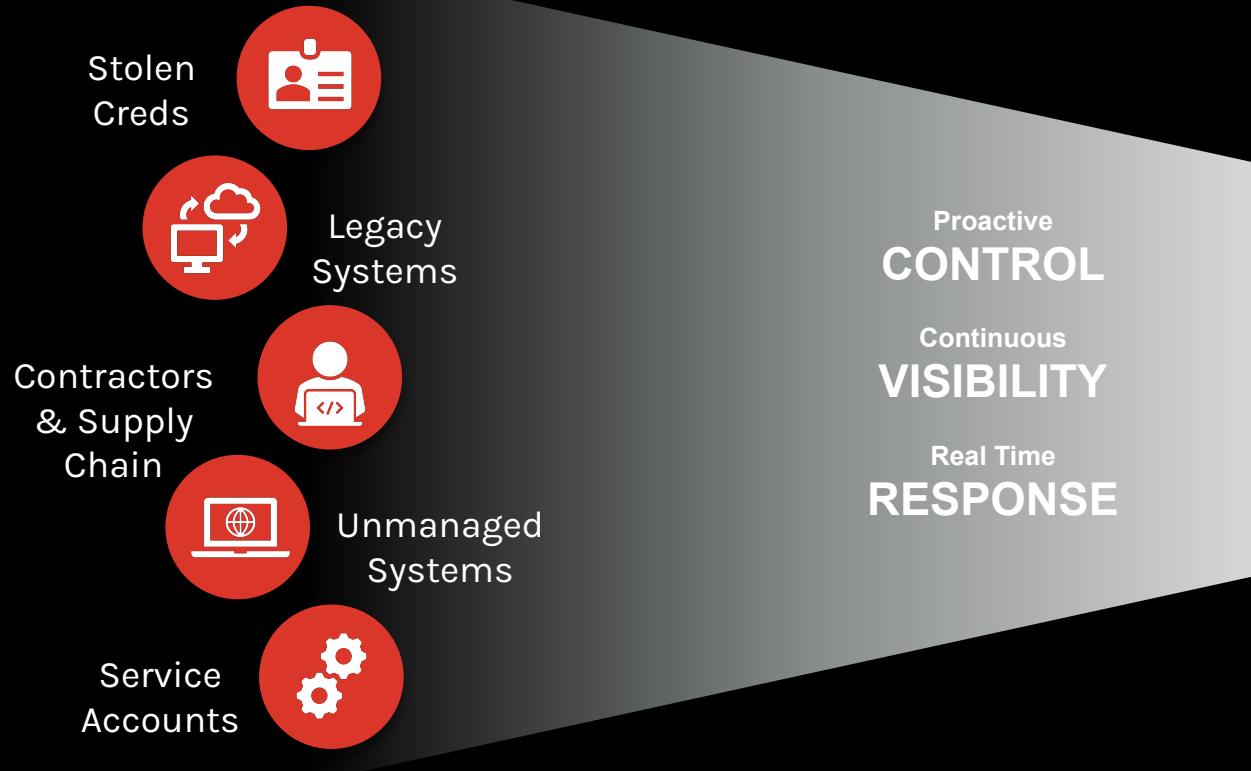 Stolen
Creds
Legacy
Systems
Contractors
& Supply
Chain
Unmanaged
Systems
Service
Accounts
Proactive
CONTROL
Continuous
VISIBILITY
Real Time
RESPONSE